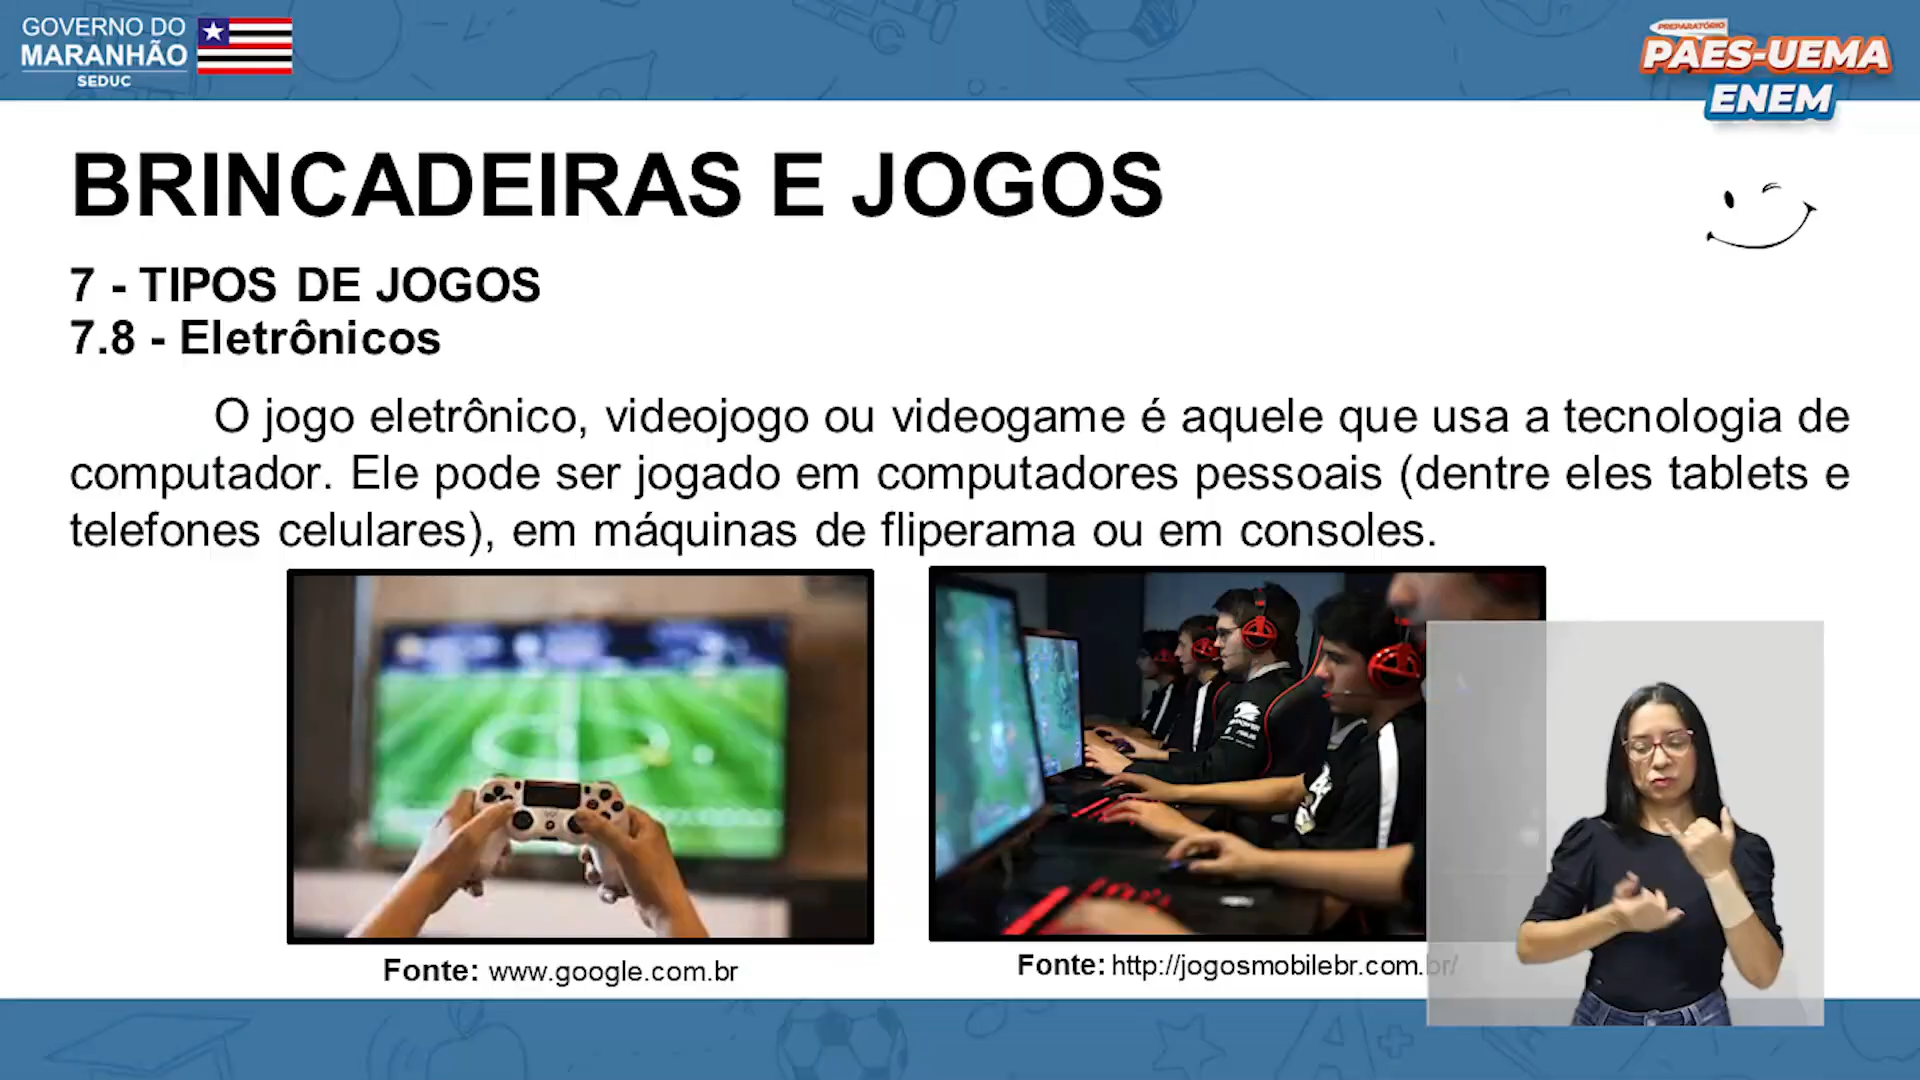 GOVERNO DO
MARANHÃO
SEDUC
PREPARATÓRIO
PAES-UEMA
ENEM
BRINCADEIRAS E JOGOS
7 - TIPOS DE JOGOS
7.8 - Eletrônicos
O jogo eletrônico, videojogo ou videogame é aquele que usa a tecnologia de
computador. Ele pode ser jogado em computadores pessoais (dentre eles tablets e
telefones celulares), em máquinas de fliperama ou em consoles.
Fonte: www.google.com.br
Fonte: http://jogosmobilebr.com.br/